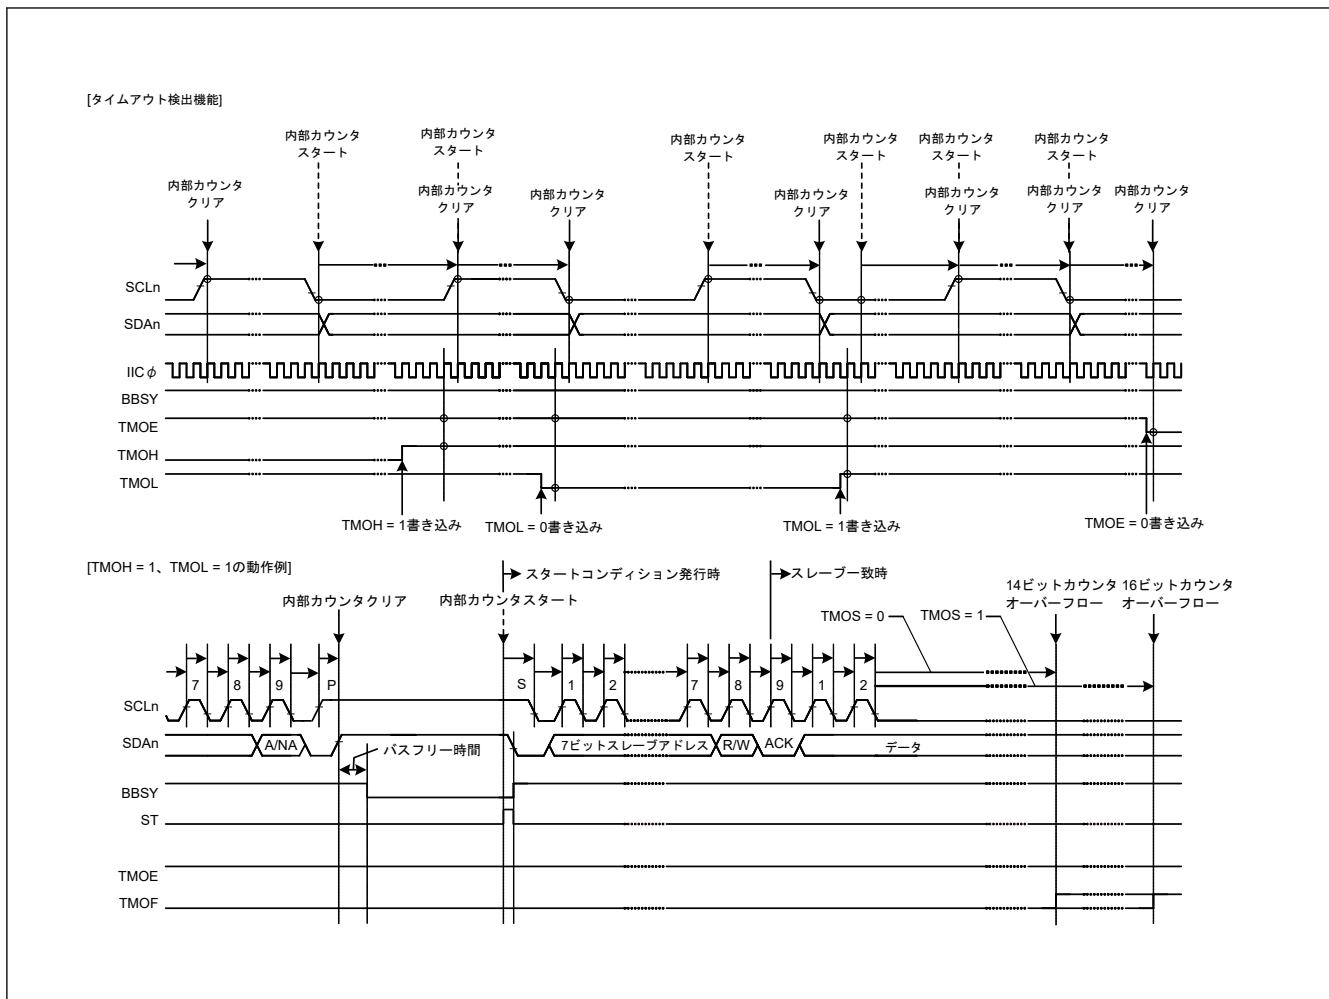 [タイムアウト検出機能]
内部カウンタ
スタート
内部カウンタ
スタート
内部カウンタ
スタート
内部カウンタ
スタート
内部カウンタ
スタート
内部カウンタ
スタート
内部カウンタ
クリア
内部カウンタ
クリア
内部カウンタ
クリア
内部カウンタ
クリア
内部カウンタ
クリア
内部カウンタ
クリア
内部カウンタ
クリア
SCLn
SDAn
IICφ
BBSY
TMOE
TMOH
TMOL
TMOH = 1書き込み
TMOL = 0書き込み
TMOL = 1書き込み
TMOE = 0書き込み
[TMOH = 1、TMOL = 1の動作例]
スタートコンディション発行時
スレーブ一致時
内部カウンタクリア
内部カウンタスタート
14ビットカウンタ
オーバーフロー
16ビットカウンタ
オーバーフロー
TMOS = 0
TMOS = 1
7 8 9 P S 1 2 7 8 9 1 2
SCLn
SDAn
A/NA
バスフリー時間
7ビットスレーブアドレス
R/W
ACK
データ
BBSY
ST
TMOE
TMOF